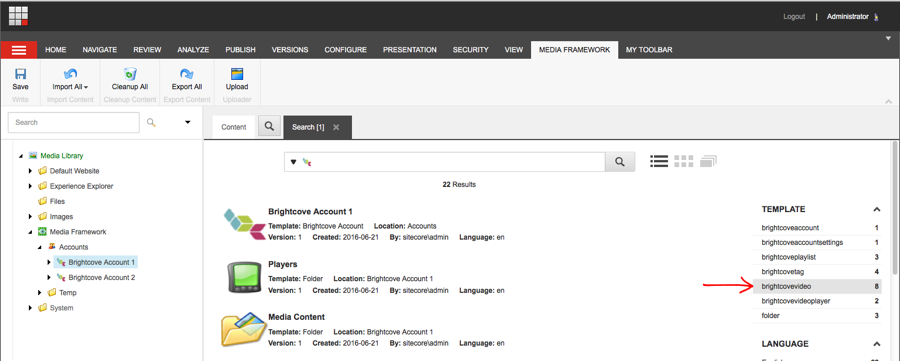 Logout | Administrator
HOME NAVIGATE REVIEW ANALYZE PUBLISH VERSIONS CONFIGURE PRESENTATION SECURITY VIEW MEDIA FRAMEWORK MY TOOLBAR
Save Import All Cleanup All Export All Upload
Write Import Content Cleanup Content Export Content Uploader
Search
Content
Search [1]
Media Library
Default Website
Experience Explorer
Files
Images
Media Framework
Accounts
Brightcove Account 1
Brightcove Account 2
Temp
System
22 Results
Brightcove Account 1
Template: Brightcove Account Location: Accounts
Version: 1 Created: 2016-06-21 By: sitecore\admin Language: en
Players
Template: Folder Location: Brightcove Account 1
Version: 1 Created: 2016-06-21 By: sitecore\admin Language: en
Media Content
Template: Folder Location: Brightcove Account 1
Version: 1 Created: 2016-06-21 By: sitecore\admin Language: en
TEMPLATE
brightcoveaccount 1
brightcoveaccountsettings 1
brightcoveplaylist 3
brightcovetag 4
brightcovevideo 8
brightcovevideoplayer 2
folder 3
LANGUAGE